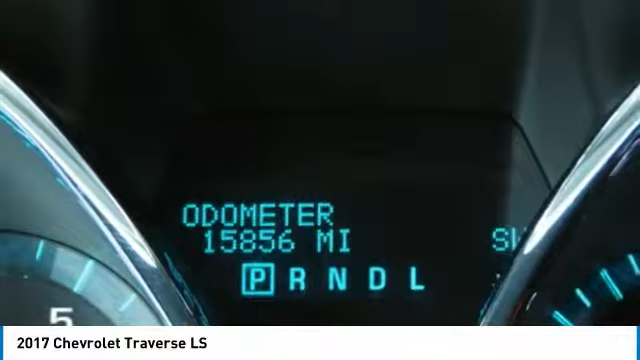 ODOMETER
15856 MI
P R N D L
5
2017 Chevrolet Traverse LS